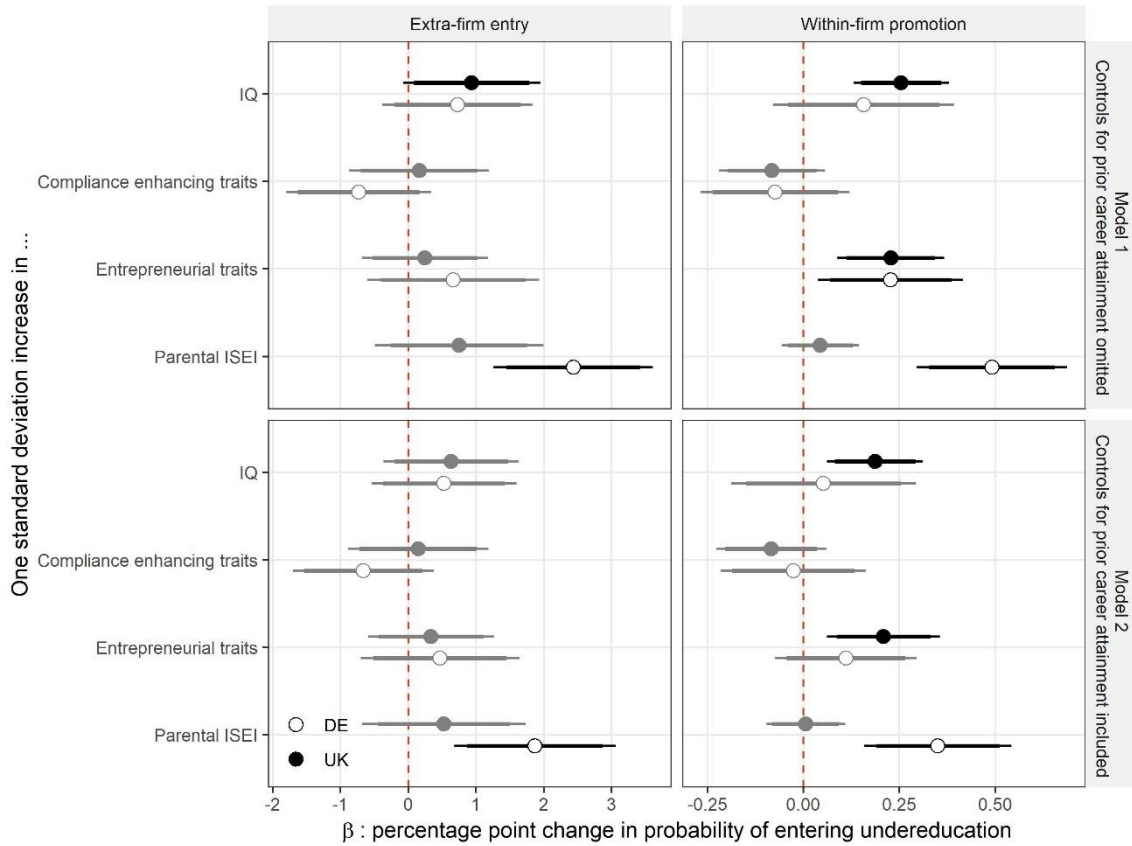 Extra-firm entry
Within-firm promotion
One standard deviation increase in ...
IQ
Compliance enhancing traits
Entrepreneurial traits
Parental ISEI
Model 1
Controls for prior career attainment omitted
IQ
Compliance enhancing traits
Entrepreneurial traits
Parental ISEI
DE
UK
Model 2
Controls for prior career attainment included
-2 -1 0 1 2 3
-0.25 0.00 0.25 0.50
β : percentage point change in probability of entering undereducation